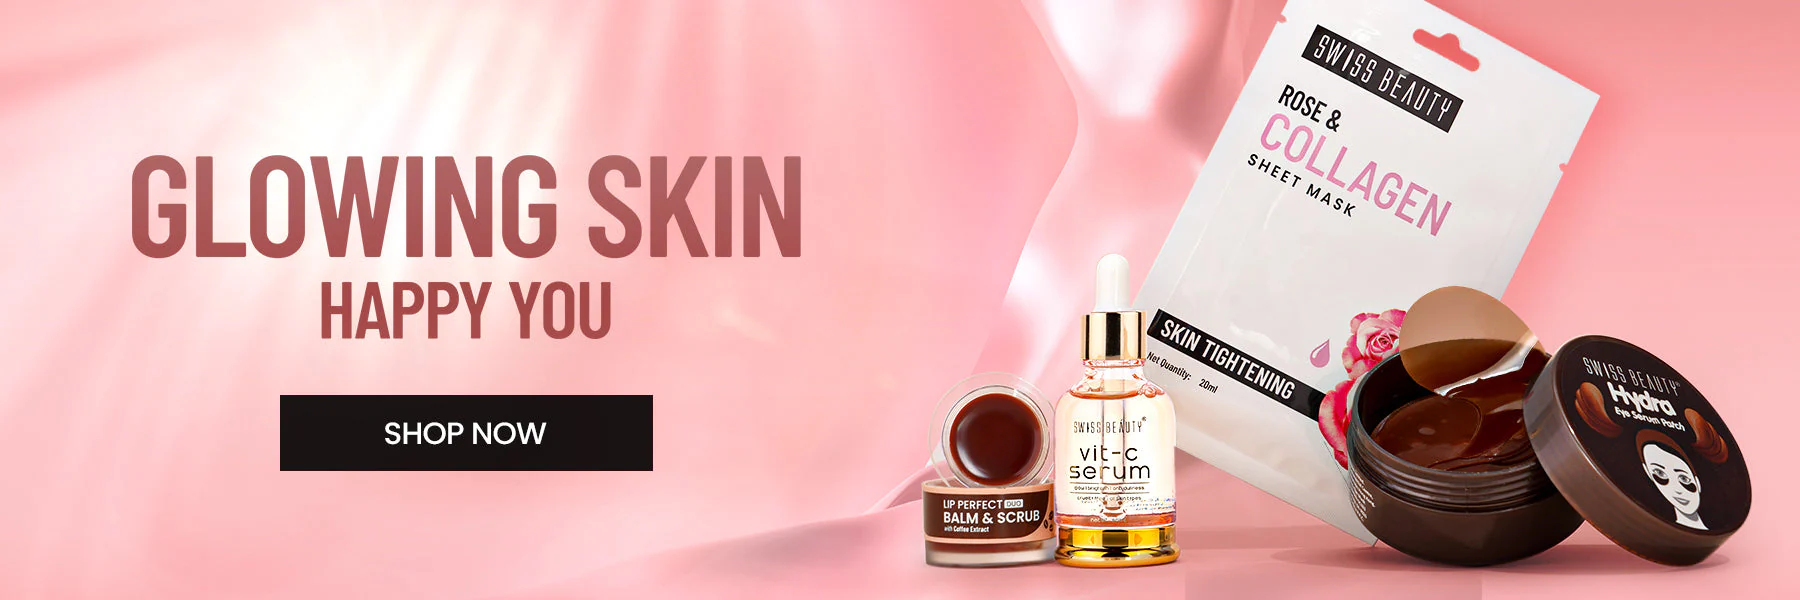 GLOWING SKIN
HAPPY YOU
SHOP NOW
SWISS BEAUTY
ROSE &
COLLAGEN
SHEET MASK
SKIN TIGHTENING
Net Quantity: 20ml
LIP PERFECT DUO
BALM & SCRUB
with Coffee Extract
SWISS BEAUTY
vit-c
serum
SWISS BEAUTY
Hydra
Eye Serum Patch